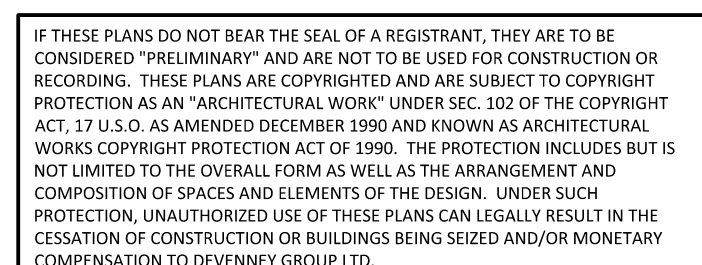 IF THESE PLANS DO NOT BEAR THE SEAL OF A REGISTRANT, THEY ARE TO BE
CONSIDERED "PRELIMINARY" AND ARE NOT TO BE USED FOR CONSTRUCTION OR
RECORDING. THESE PLANS ARE COPYRIGHTED AND ARE SUBJECT TO COPYRIGHT
PROTECTION AS AN "ARCHITECTURAL WORK" UNDER SEC. 102 OF THE COPYRIGHT
ACT, 17 U.S.O. AS AMENDED DECEMBER 1990 AND KNOWN AS ARCHITECTURAL
WORKS COPYRIGHT PROTECTION ACT OF 1990. THE PROTECTION INCLUDES BUT IS
NOT LIMITED TO THE OVERALL FORM AS WELL AS THE ARRANGEMENT AND
COMPOSITION OF SPACES AND ELEMENTS OF THE DESIGN. UNDER SUCH
PROTECTION, UNAUTHORIZED USE OF THESE PLANS CAN LEGALLY RESULT IN THE
CESSATION OF CONSTRUCTION OR BUILDINGS BEING SEIZED AND/OR MONETARY
COMPENSATION TO DEVENNEY GROUP LTD.